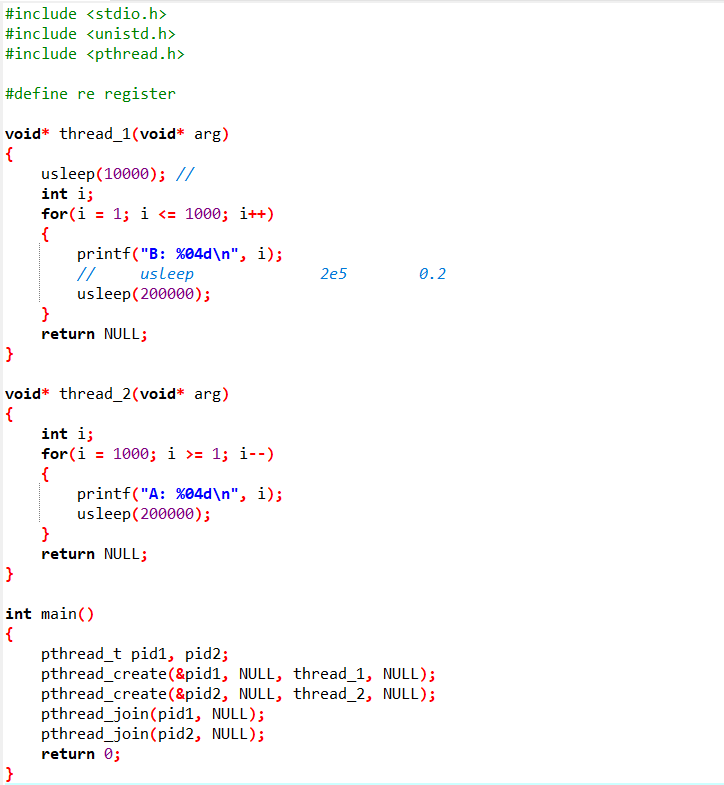 #include <stdio.h>
#include <unistd.h>
#include <pthread.h>

#define re register

void* thread_1(void* arg)
{
    usleep(10000); //
    int i;
    for(i = 1; i <= 1000; i++)
    {
        printf("B: %04d\n", i);
        //     usleep              2e5        0.2
        usleep(200000);
    }
    return NULL;
}

void* thread_2(void* arg)
{
    int i;
    for(i = 1000; i >= 1; i--)
    {
        printf("A: %04d\n", i);
        usleep(200000);
    }
    return NULL;
}

int main()
{
    pthread_t pid1, pid2;
    pthread_create(&pid1, NULL, thread_1, NULL);
    pthread_create(&pid2, NULL, thread_2, NULL);
    pthread_join(pid1, NULL);
    pthread_join(pid2, NULL);
    return 0;
}